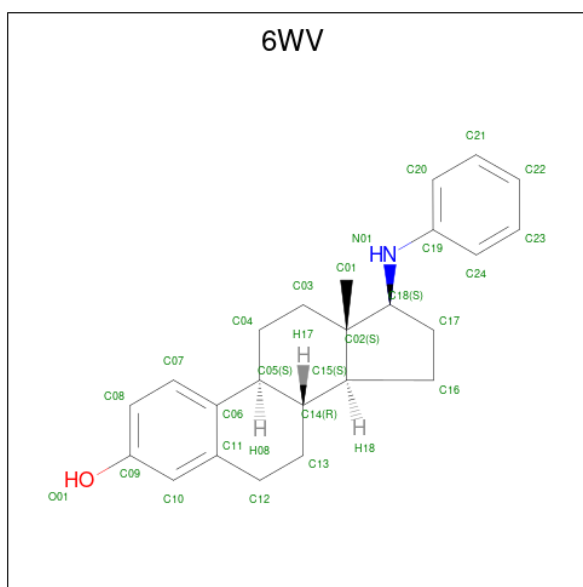 6WV
C21
C20
C22
N01
HN
C19
C23
C01
C24
C03
C18(S)
C04
C17
C02(S)
H17
H
C07
C05(S)
C15(S)
C16
C08
C06
C14(R)
H
H
C11
H08
H18
C09
C13
HO
O01
C10
C12